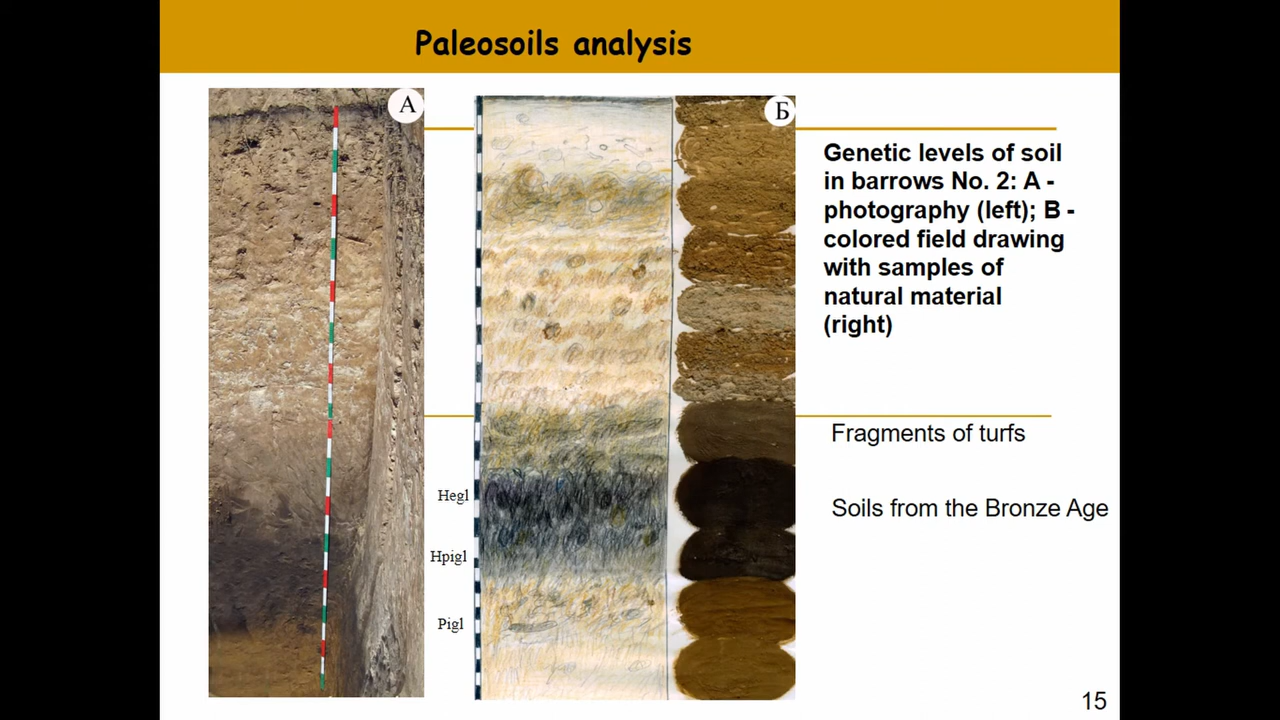 Paleosoils analysis
А
Б
Genetic levels of soil
in barrows No. 2: A -
photography (left); B -
colored field drawing
with samples of
natural material
(right)
Fragments of turfs
Hegl
Soils from the Bronze Age
Hpigl
Pigl
15